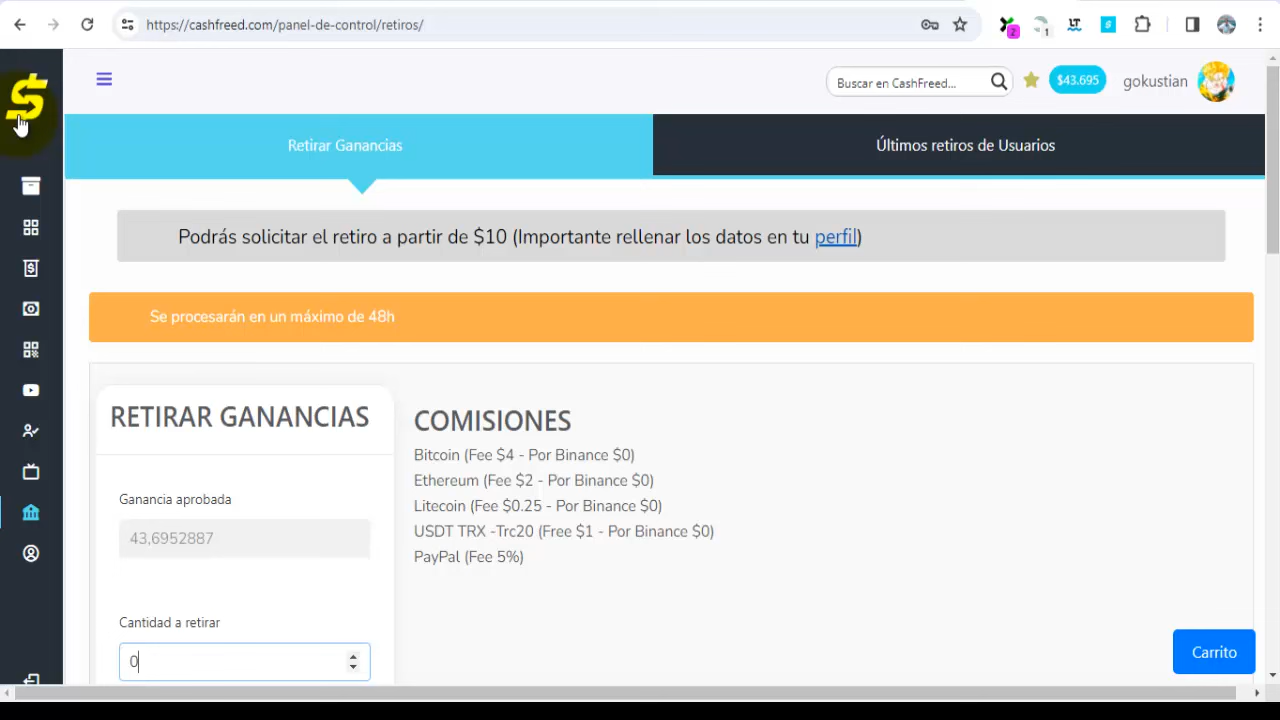 https://cashfreed.com/panel-de-control/retiros/
2
1
LT
Buscar en CashFreed...
$43.695
gokustian
Retirar Ganancias
Últimos retiros de Usuarios
Podrás solicitar el retiro a partir de $10 (Importante rellenar los datos en tu perfil)
Se procesarán en un máximo de 48h
RETIRAR GANANCIAS
COMISIONES
Bitcoin (Fee $4 - Por Binance $0)
Ethereum (Fee $2 - Por Binance $0)
Ganancia aprobada
Litecoin (Fee $0.25 - Por Binance $0)
43,6952887
USDT TRX -Trc20 (Free $1 - Por Binance $0)
PayPal (Fee 5%)
Cantidad a retirar
0
Carrito